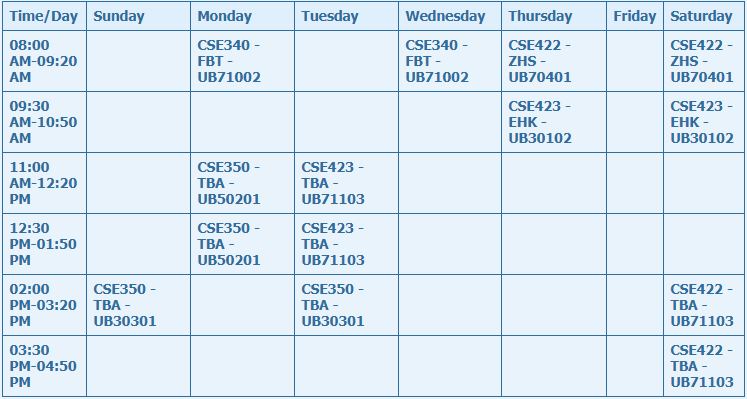 Time/Day Sunday Monday Tuesday Wednesday Thursday Friday Saturday
08:00 CSE340 - CSE340 - CSE422 - CSE422 -
AM-09:20 FBT - FBT - ZHS - ZHS -
AM UB71002 UB71002 UB70401 UB70401
09:30 CSE423 - CSE423 -
AM-10:50 EHK - EHK -
AM UB30102 UB30102
11:00 CSE350 - CSE423 -
AM-12:20 TBA - TBA -
PM UB50201 UB71103
12:30 CSE350 - CSE423 -
PM-01:50 TBA - TBA -
PM UB50201 UB71103
02:00 CSE350 - CSE350 - CSE422 -
PM-03:20 TBA - TBA - TBA -
PM UB30301 UB30301 UB71103
03:30 CSE422 -
PM-04:50 TBA -
PM UB71103